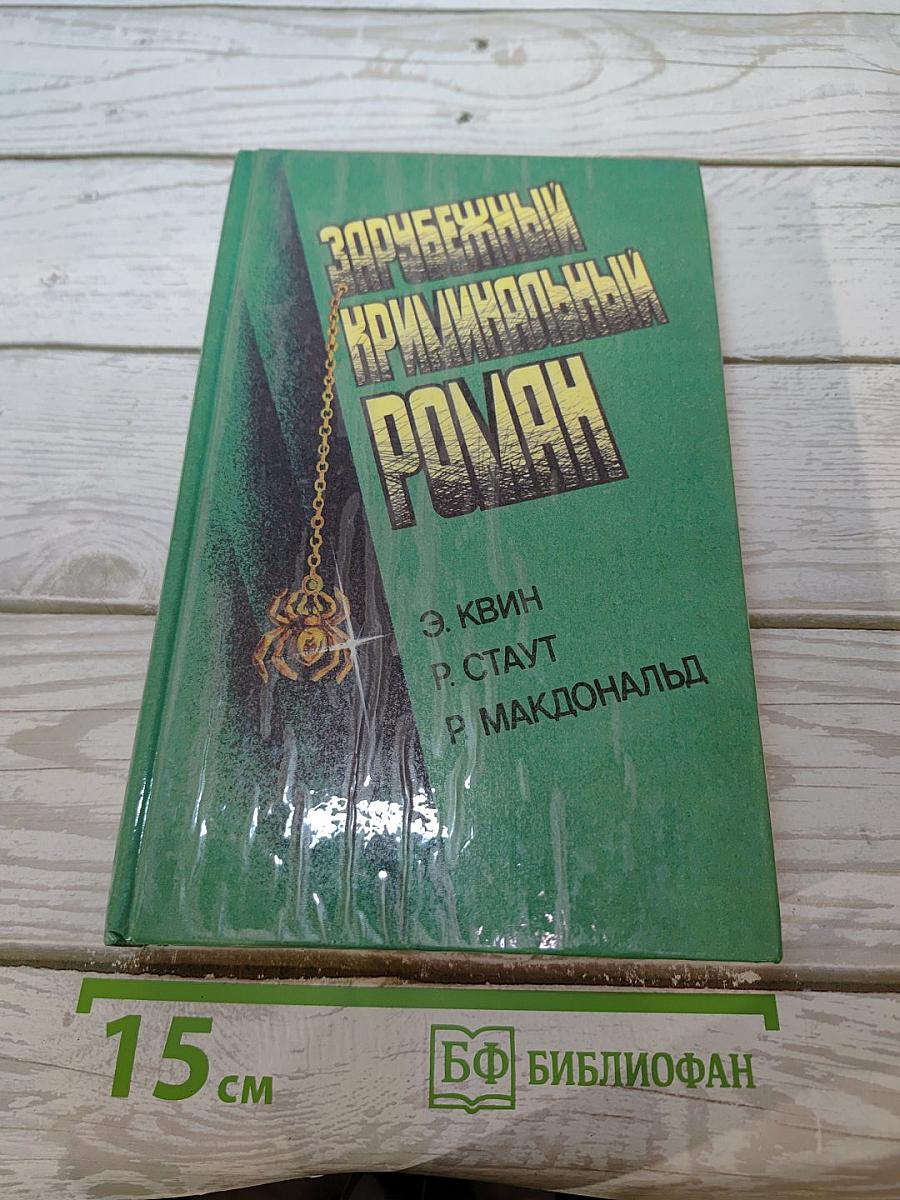 ЗАРУБЕЖНЫЙ
КРИМИНАЛЬНЫЙ
РОМАН
Э. КВИН
Р. СТАУТ
Р. МАКДОНАЛЬД
15 см
БФ БИБЛИОФАН